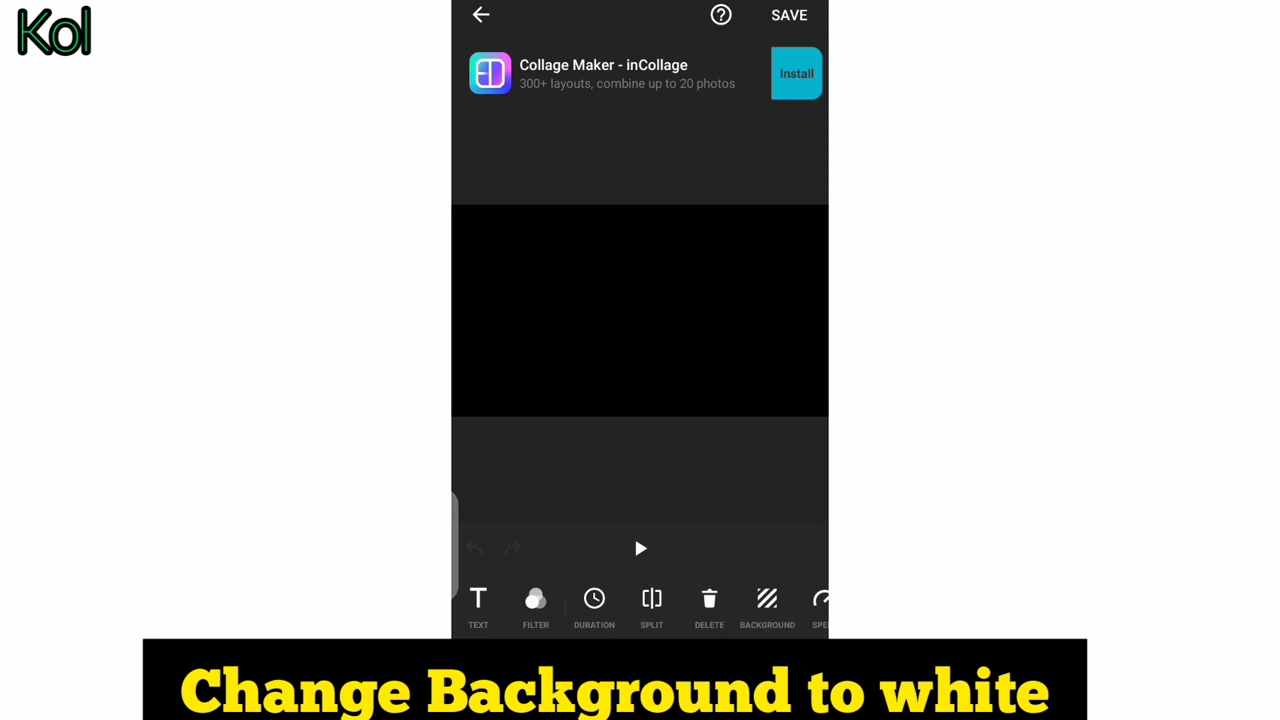 Kol
SAVE
Collage Maker - inCollage
300+ layouts, combine up to 20 photos
Install
TEXT
FILTER
DURATION
SPLIT
DELETE
BACKGROUND
SPE
Change Background to white